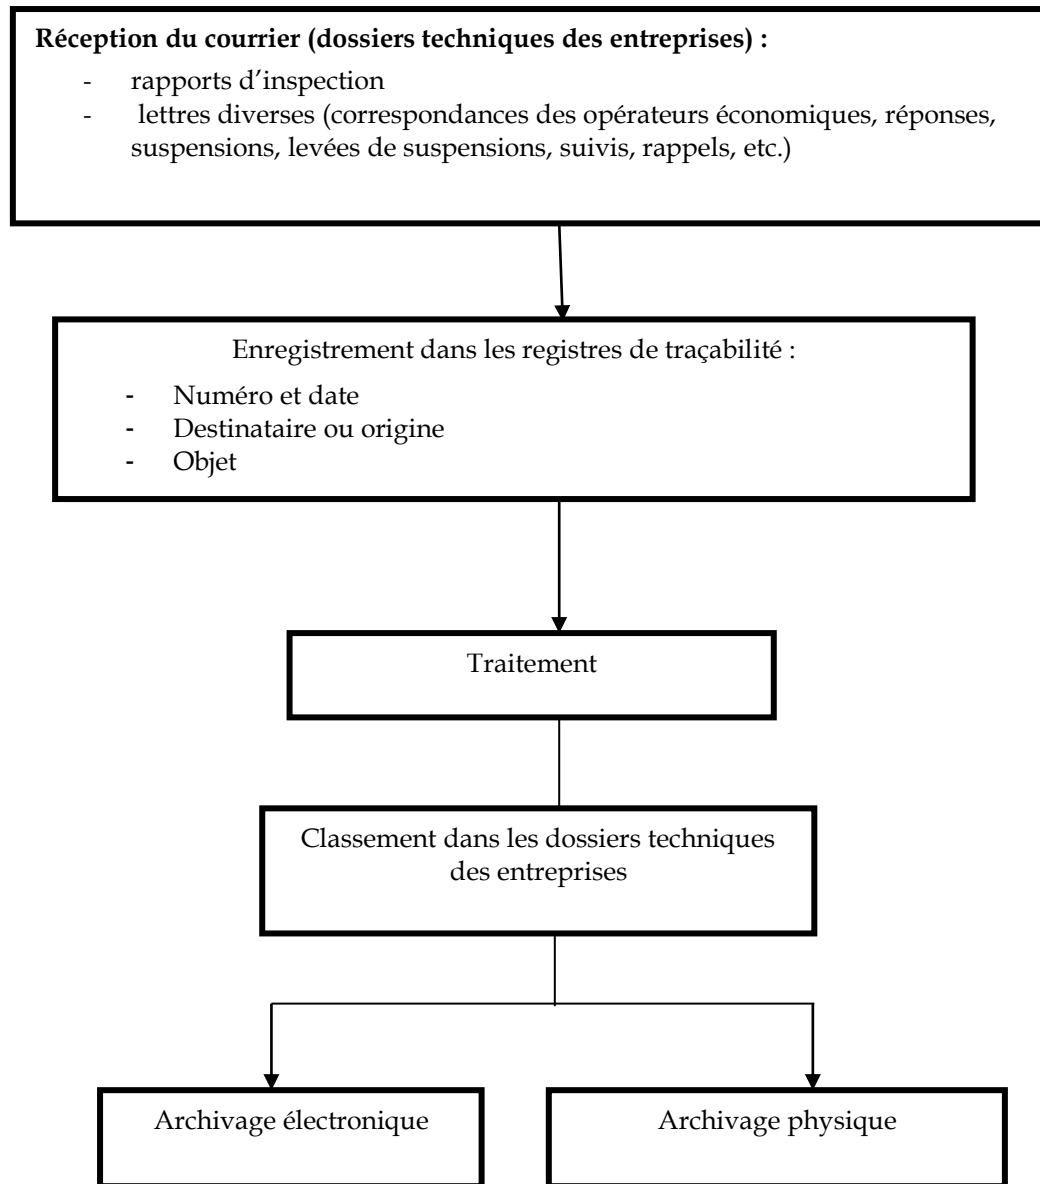 Réception du courrier (dossiers techniques des entreprises) :
- rapports d’inspection
- lettres diverses (correspondances des opérateurs économiques, réponses,
suspensions, levées de suspensions, suivis, rappels, etc.)
Enregistrement dans les registres de traçabilité :
- Numéro et date
- Destinataire ou origine
- Objet
Traitement
Classement dans les dossiers techniques
des entreprises
Archivage électronique
Archivage physique